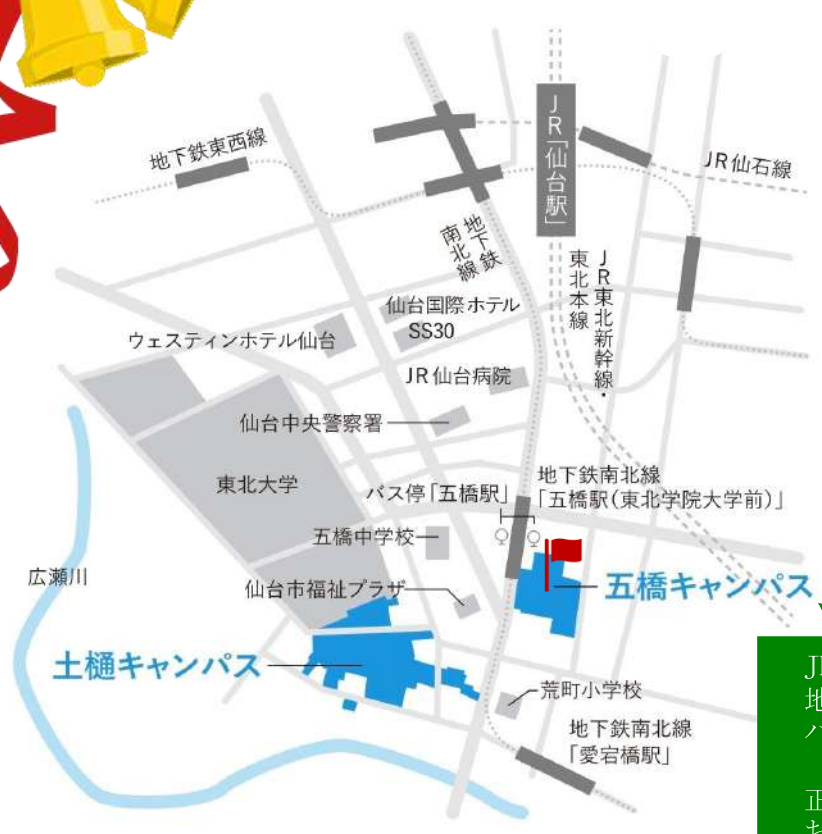 地下鉄東西線
JR「仙台駅」
JR仙石線
地下鉄
南北線
JR東北新幹線・
東北本線
仙台国際ホテル
SS30
ウェスティンホテル仙台
JR仙台病院
仙台中央警察署
東北大学
バス停「五橋駅」
地下鉄南北線
「五橋駅(東北学院大学前)」
五橋中学校
広瀬川
仙台市福祉プラザ
五橋キャンパス
土樋キャンパス
荒町小学校
地下鉄南北線
「愛宕橋駅」
地
バ
正